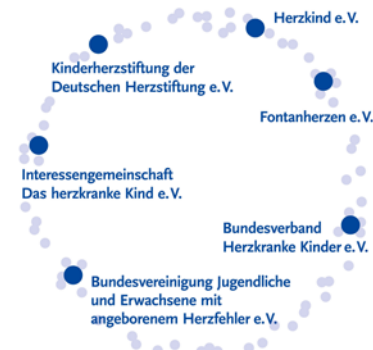 Herzkind e.V.
Kinderherzstiftung der
Deutschen Herzstiftung e.V.
Fontanherzen e.V.
Interessengemeinschaft
Das herzkranke Kind e.V.
Bundesverband
Herzkranke Kinder e.V.
Bundesvereinigung Jugendliche
und Erwachsene mit
angeborenem Herzfehler e.V.